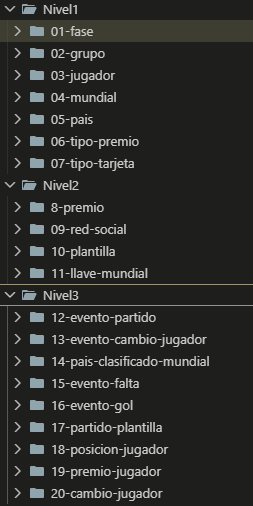 Nivel1
01-fase
02-grupo
03-jugador
04-mundial
05-pais
06-tipo-premio
07-tipo-tarjeta
Nivel2
8-premio
09-red-social
10-plantilla
11-llave-mundial
Nivel3
12-evento-partido
13-evento-cambio-jugador
14-pais-clasificado-mundial
15-evento-falta
16-evento-gol
17-partido-plantilla
18-posicion-jugador
19-premio-jugador
20-cambio-jugador